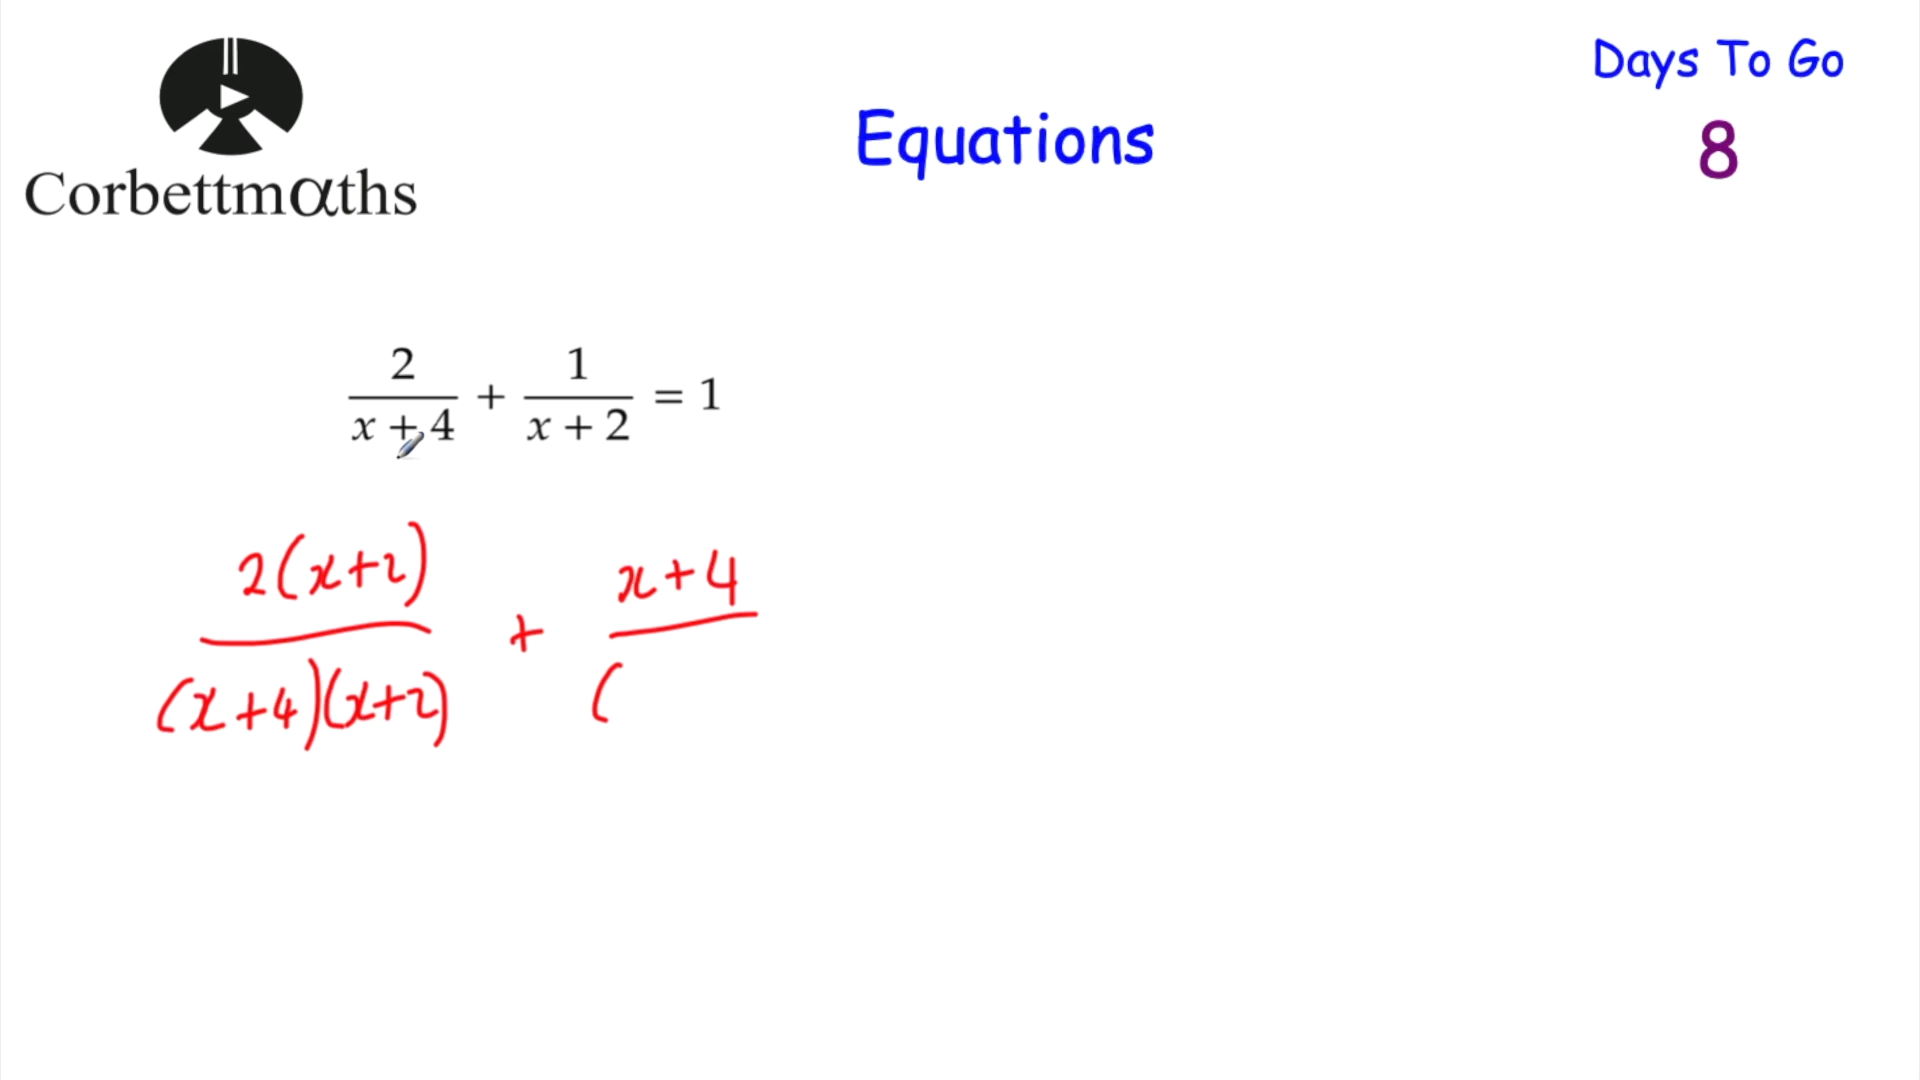 Days To Go
8
Equations
Corbettmαths
2/(x + 4) + 1/(x + 2) = 1
2(x+2)/(x+4)(x+2) + x+4/(